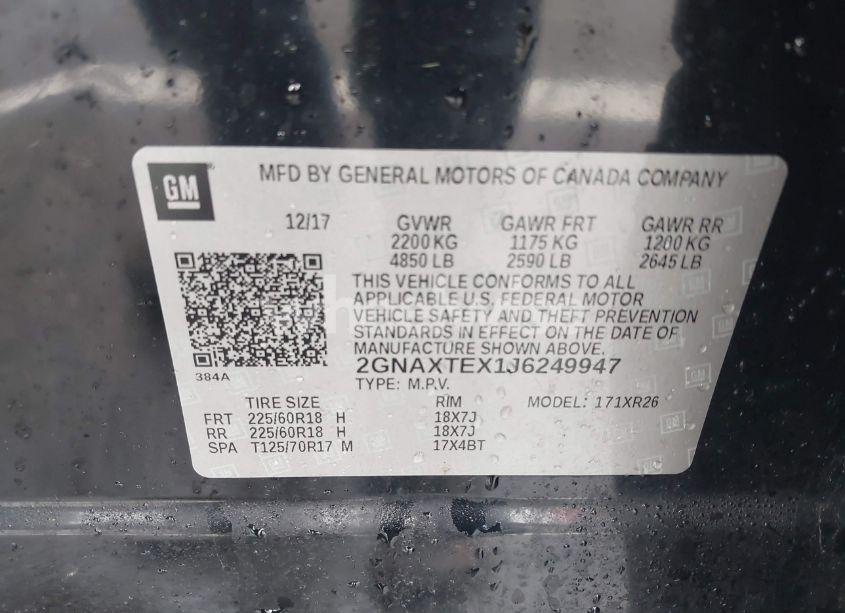 GM
MFD BY GENERAL MOTORS OF CANADA COMPANY
12/17 GVWR GAWR FRT GAWR RR
2200 KG 1175 KG 1200 KG
4850 LB 2590 LB 2645 LB
THIS VEHICLE CONFORMS TO ALL
APPLICABLE U.S. FEDERAL MOTOR
VEHICLE SAFETY AND THEFT PREVENTION
STANDARDS IN EFFECT ON THE DATE OF
MANUFACTURE SHOWN ABOVE.
384A
2GNAXTEX1J6249947
TYPE: M.P.V. MODEL: 171XR26
TIRE SIZE RIM
FRT 225/60R18 H 18X7J
RR 225/60R18 H 18X7J
SPA T125/70R17 M 17X4BT